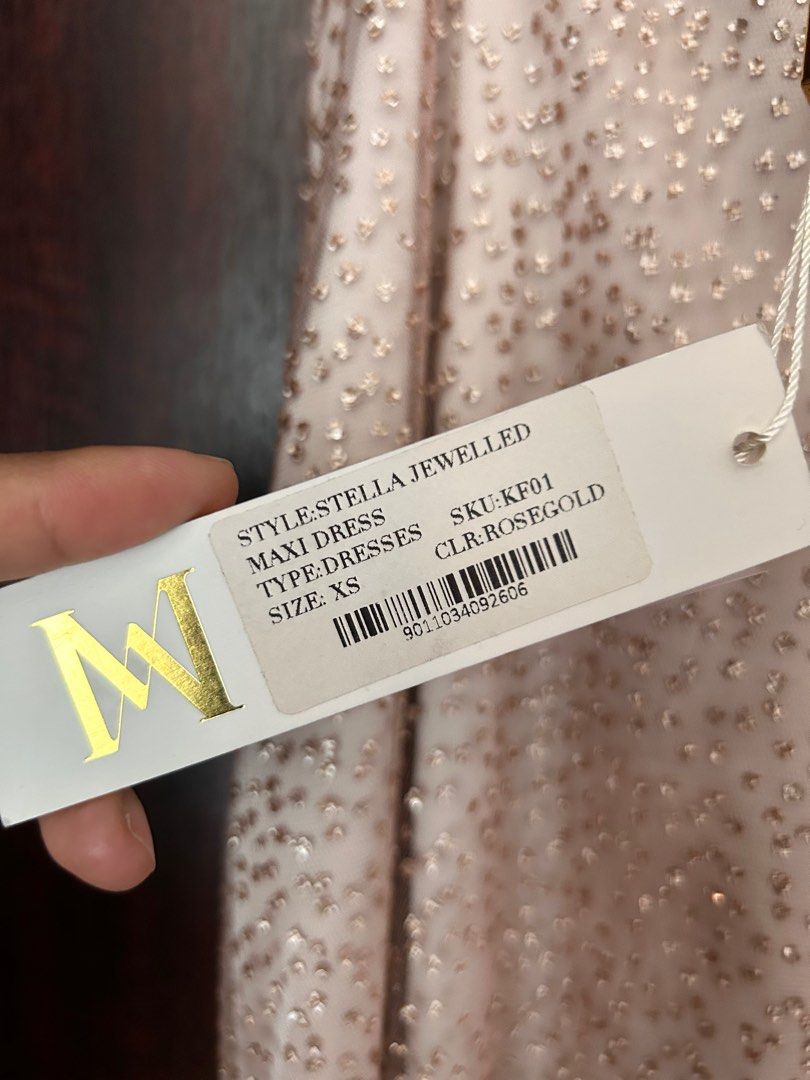 STYLE:STELLA JEWELLED
MAXI DRESS
TYPE:DRESSES SKU:KF01
SIZE: XS CLR:ROSEGOLD
9011034092606
M